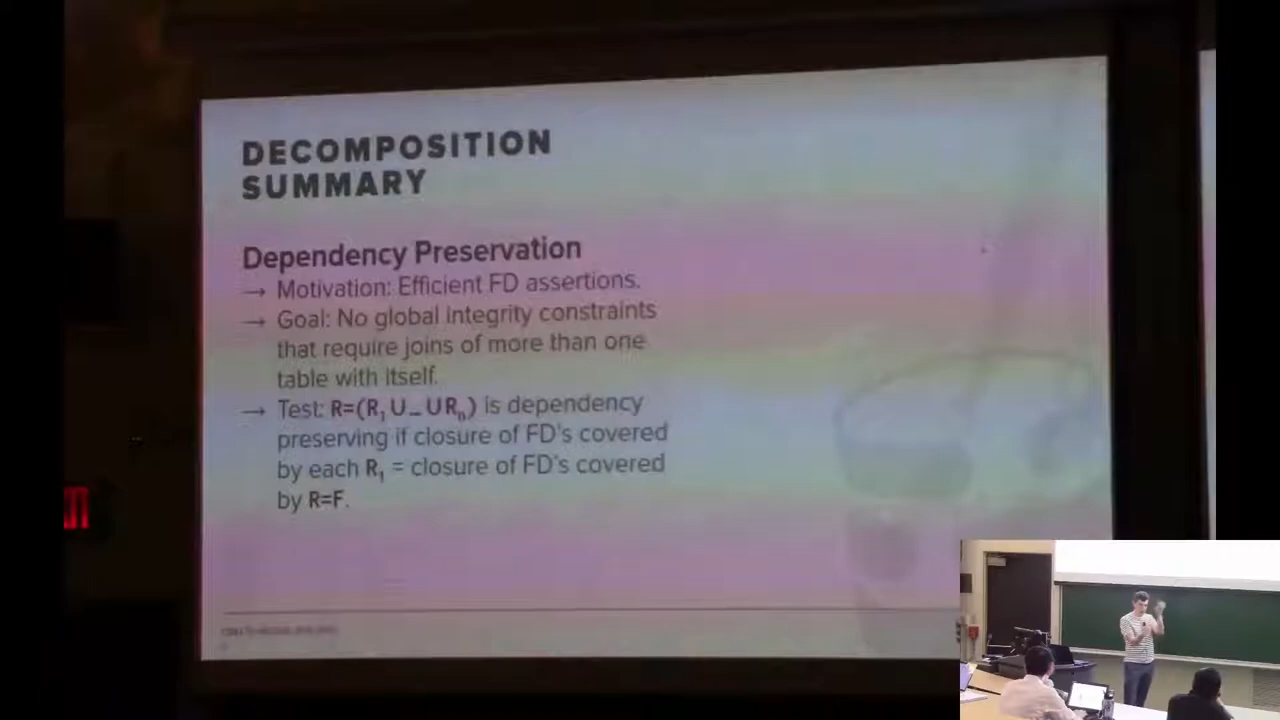 DECOMPOSITION
SUMMARY
Dependency Preservation
→ Motivation: Efficient FD assertions.
→ Goal: No global integrity constraints
that require joins of more than one
table with itself.
→ Test: R=(R₁ U … U Rₙ) is dependency
preserving if closure of FD's covered
by each R₁ = closure of FD's covered
by R=F.